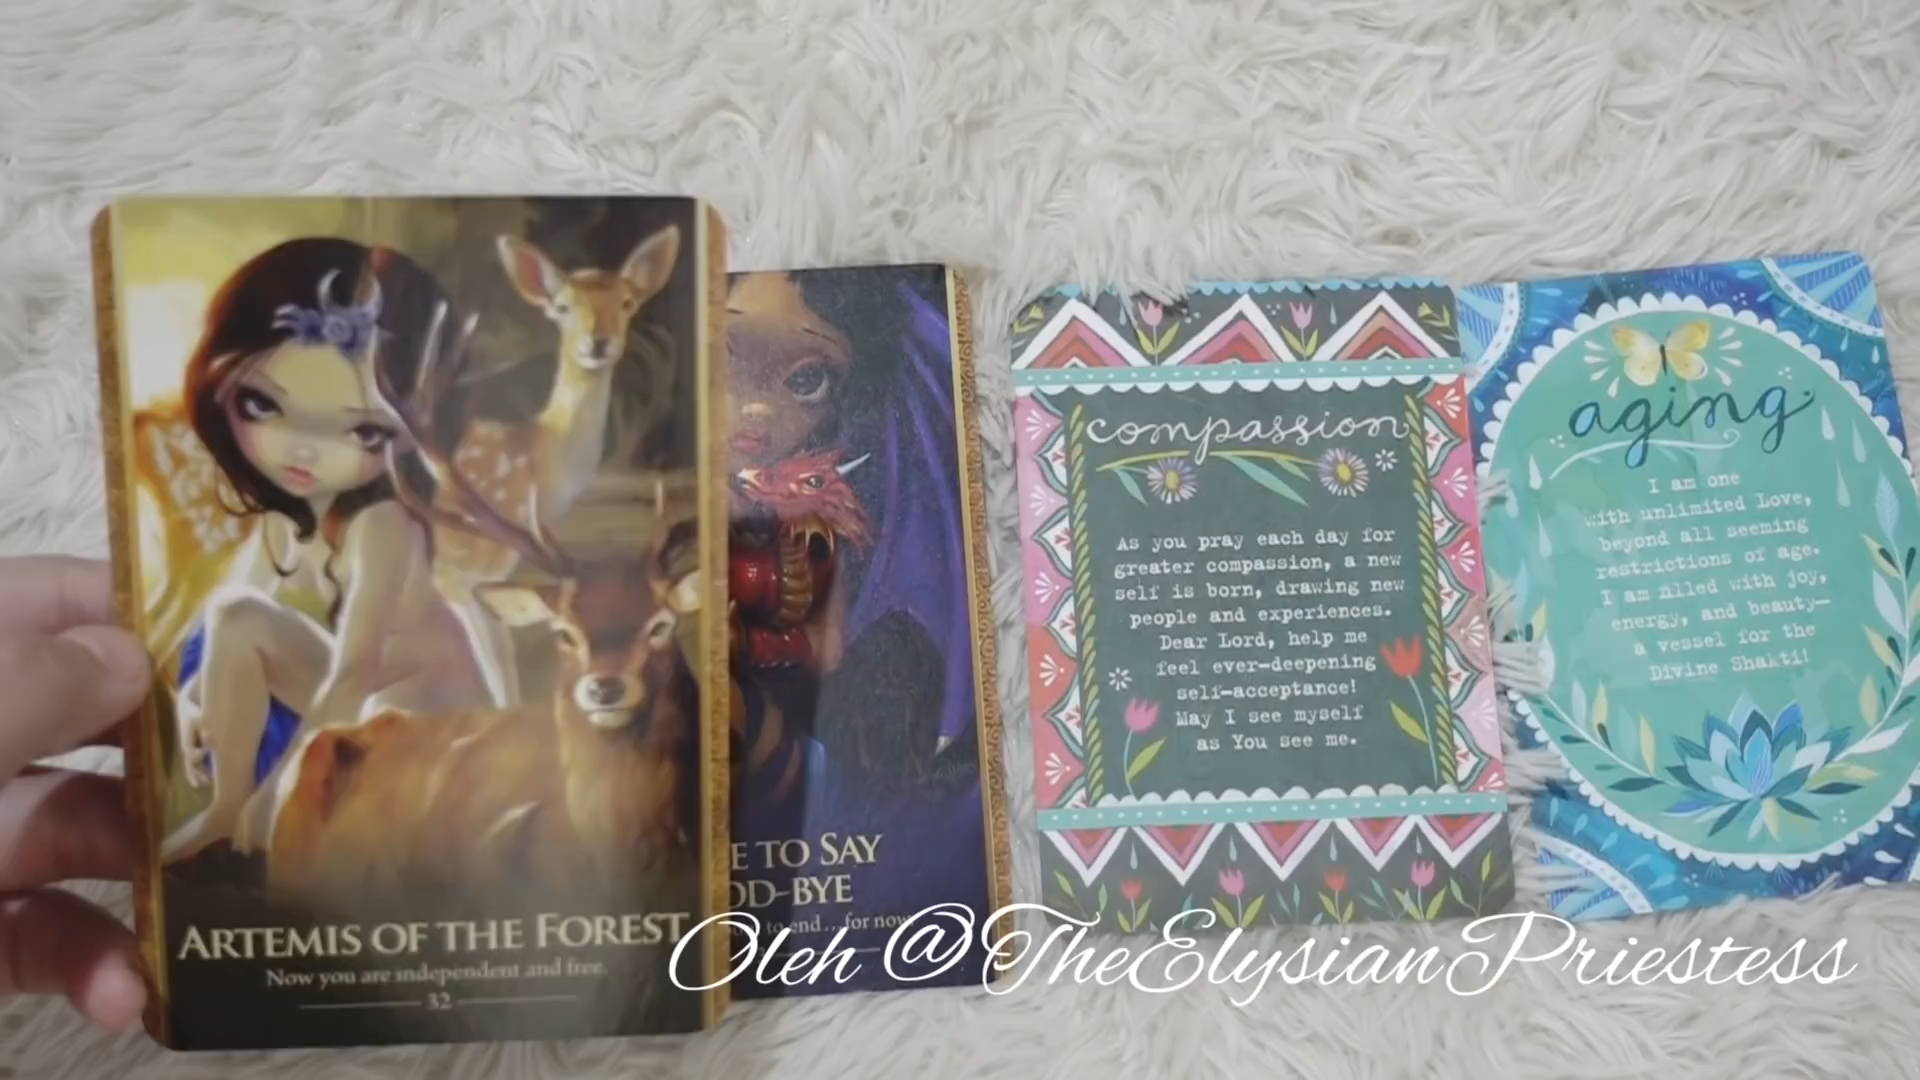 ARTEMIS OF THE FOREST
Now you are independent and free.
32
E TO SAY
OD-BYE
to end...for now
compassion
As you pray each day for
greater compassion, a new
self is born, drawing new
people and experiences.
Dear Lord, help me
feel ever-deepening
self-acceptance!
May I see myself
as You see me.
aging
I am one
with unlimited Love,
beyond all seeming
restrictions of age.
I am filled with joy,
energy, and beauty—
a vessel for the
Divine Shakti!
Oleh @TheElysianPriestess